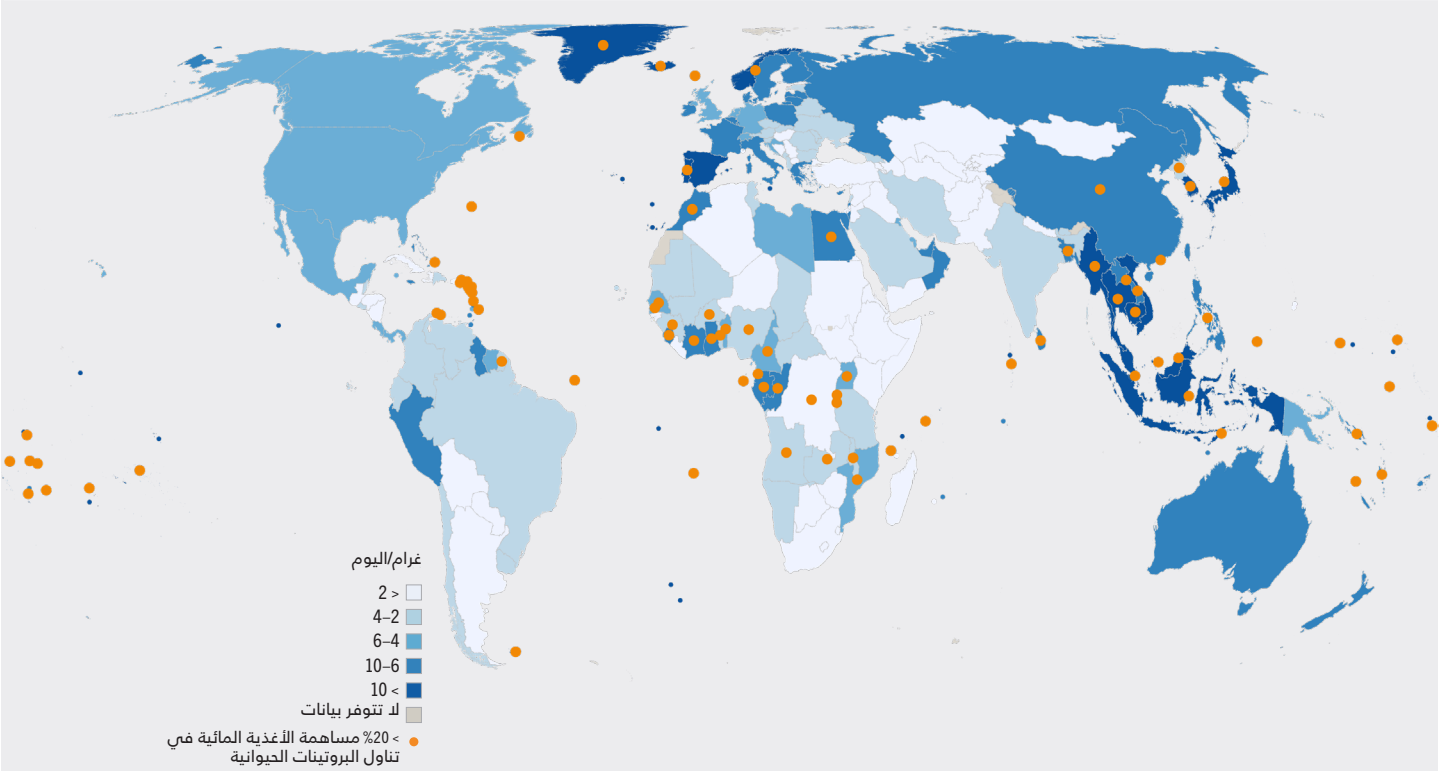 غرام/اليوم
2 >
4–2
6–4
10–6
10 <
لا تتوفر بيانات
> 20% مساهمة الأغذية المائية في
تناول البروتينات الحيوانية